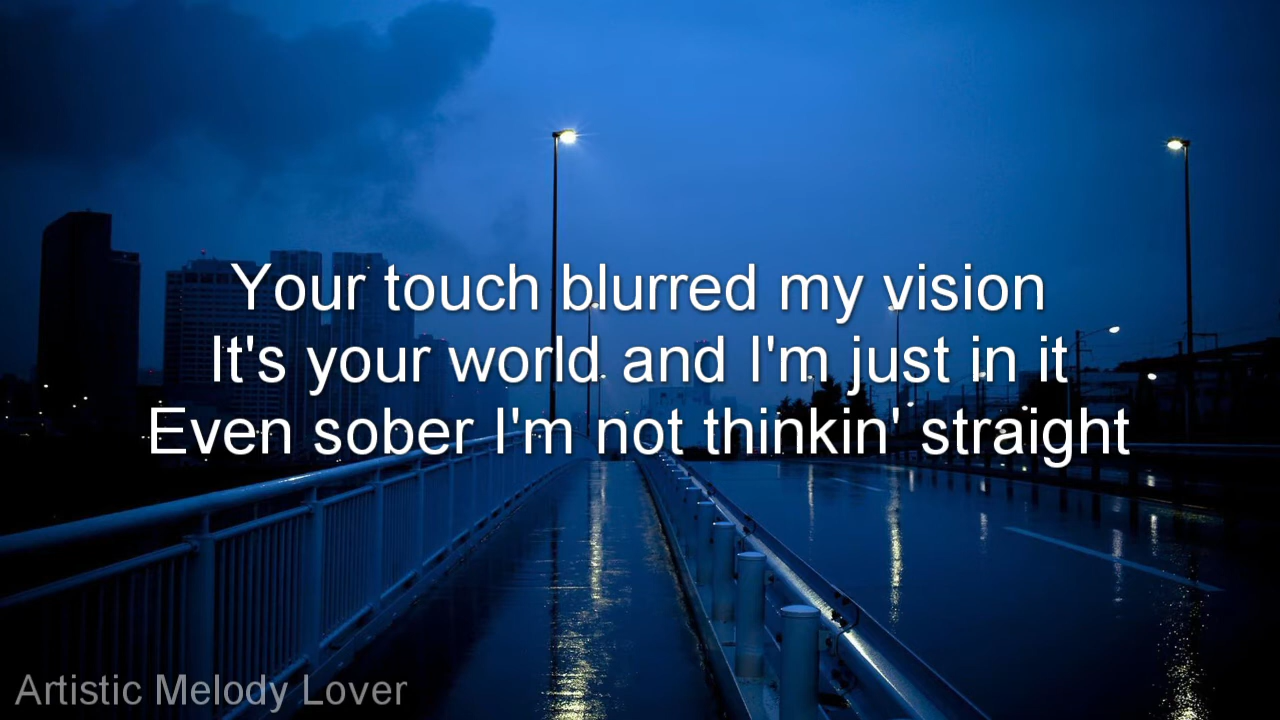 Your touch blurred my vision
It's your world and I'm just in it
Even sober I'm not thinkin' straight
Artistic Melody Lover